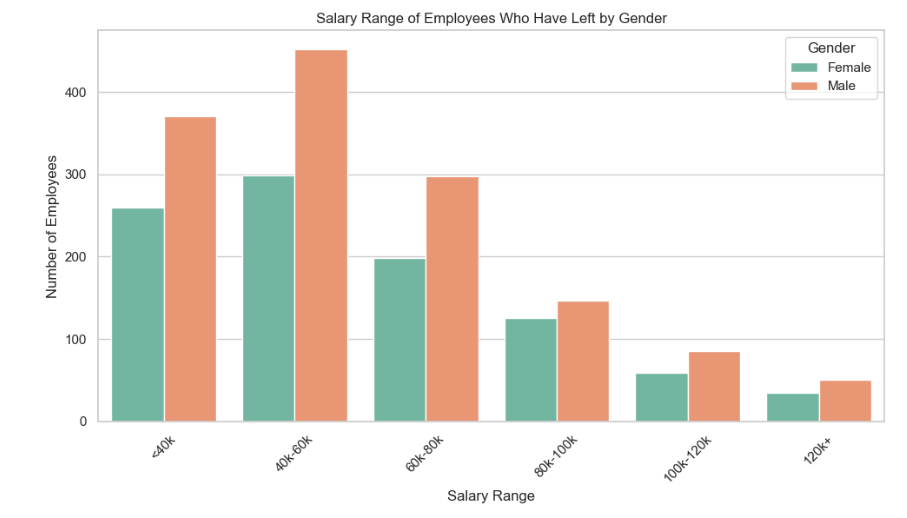 Salary Range of Employees Who Have Left by Gender
Gender
Female
Male
Number of Employees
400
300
200
100
0
<40k
40k-60k
60k-80k
80k-100k
100k-120k
120k+
Salary Range